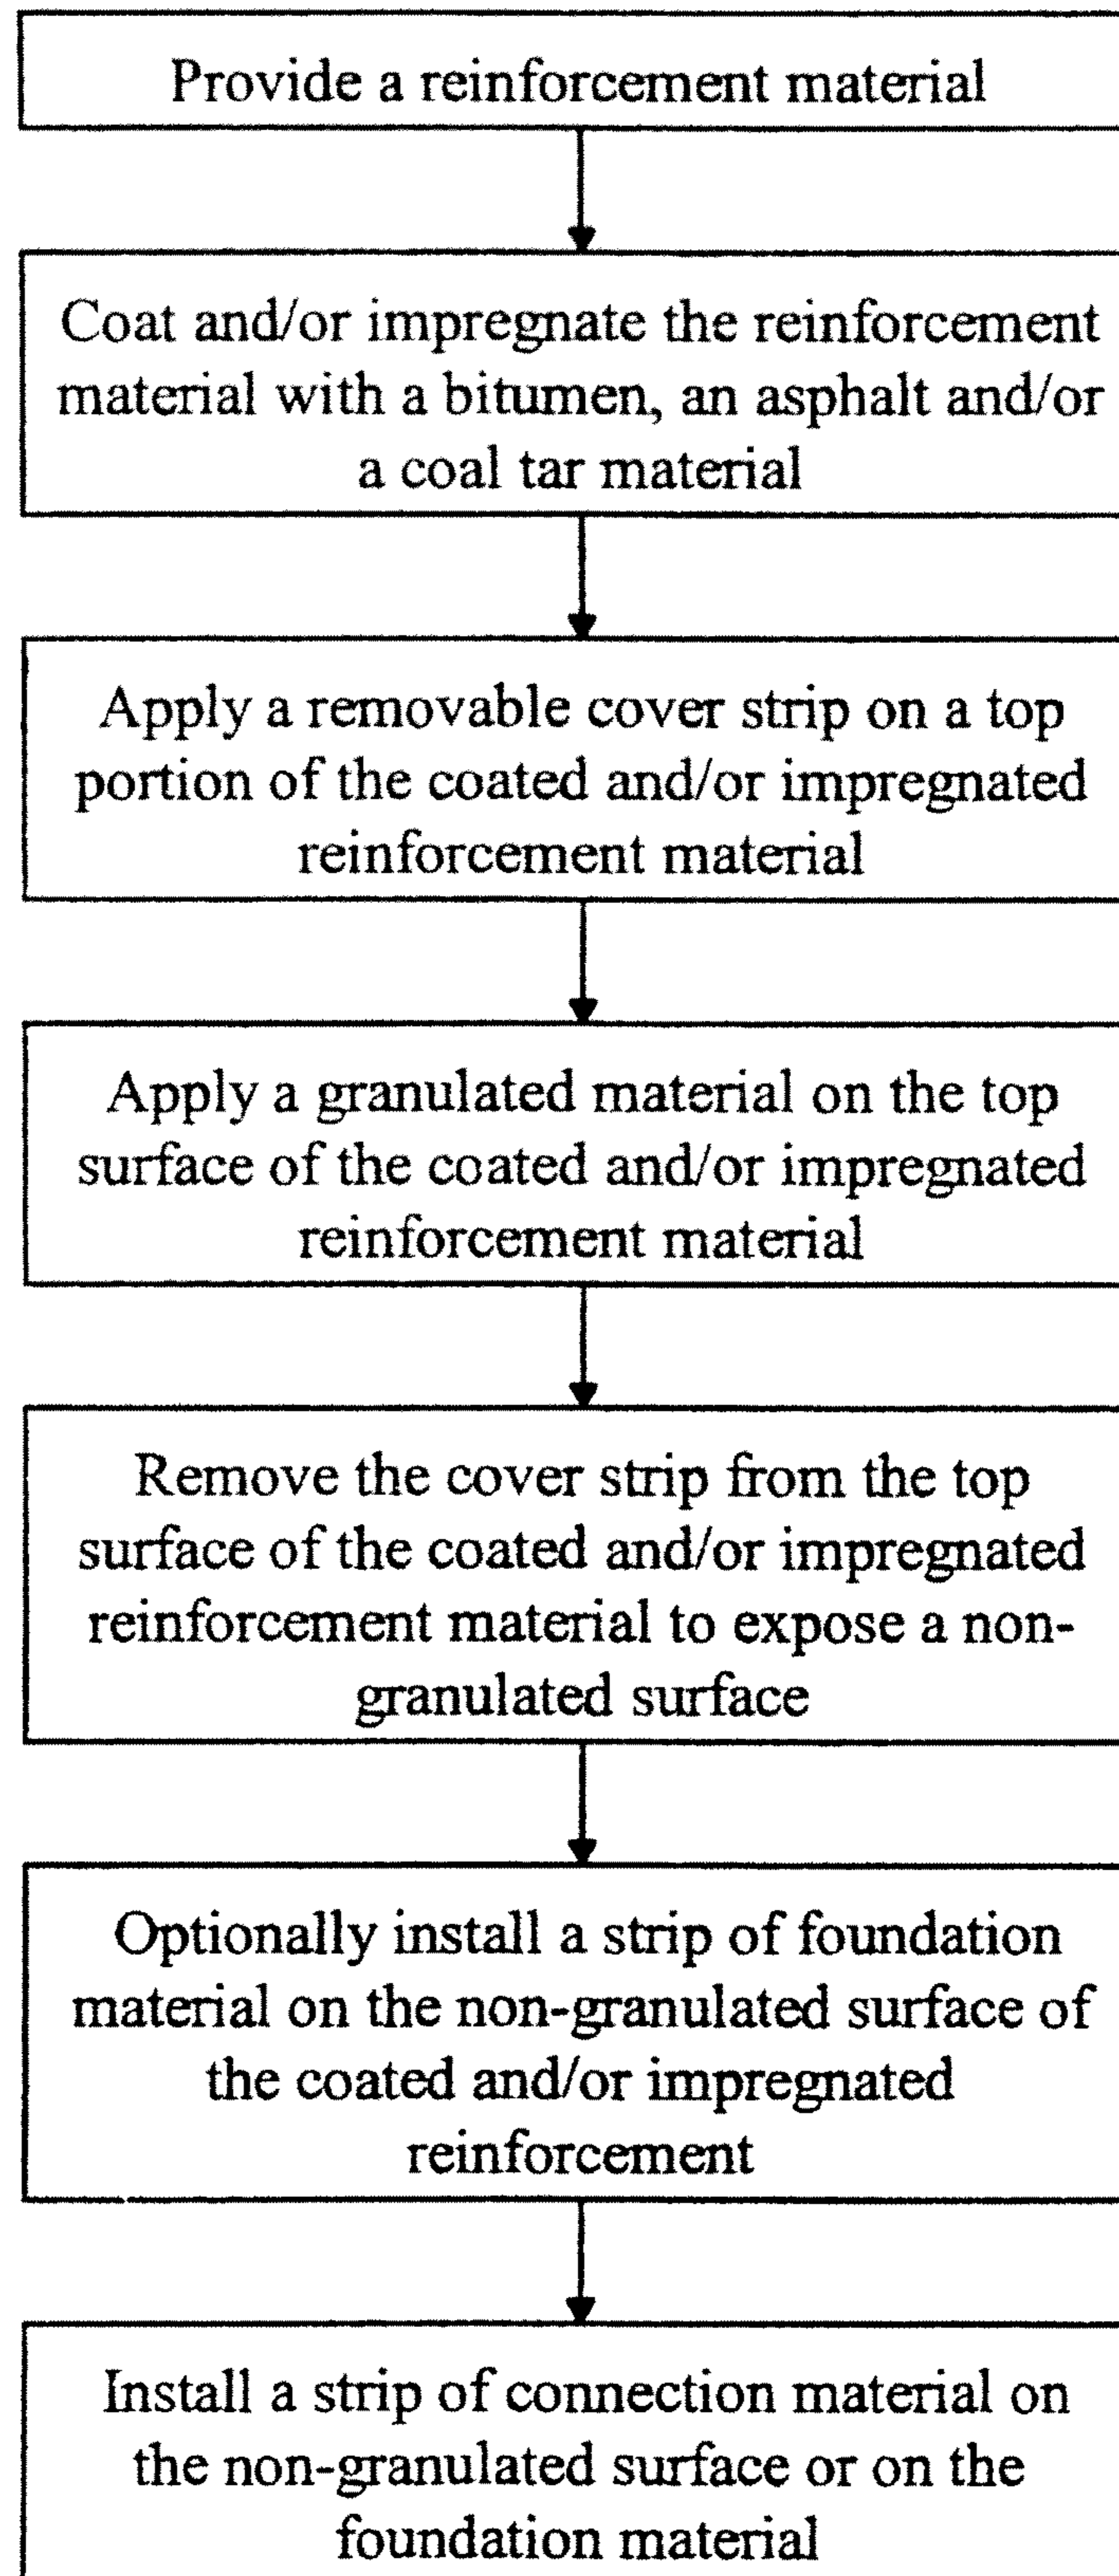 Provide a reinforcement material
Coat and/or impregnate the reinforcement
material with a bitumen, an asphalt and/or
a coal tar material
Apply a removable cover strip on a top
portion of the coated and/or impregnated
reinforcement material
Apply a granulated material on the top
surface of the coated and/or impregnated
reinforcement material
Remove the cover strip from the top
surface of the coated and/or impregnated
reinforcement material to expose a non-
granulated surface
Optionally install a strip of foundation
material on the non-granulated surface of
the coated and/or impregnated
reinforcement
Install a strip of connection material on
the non-granulated surface or on the
foundation material